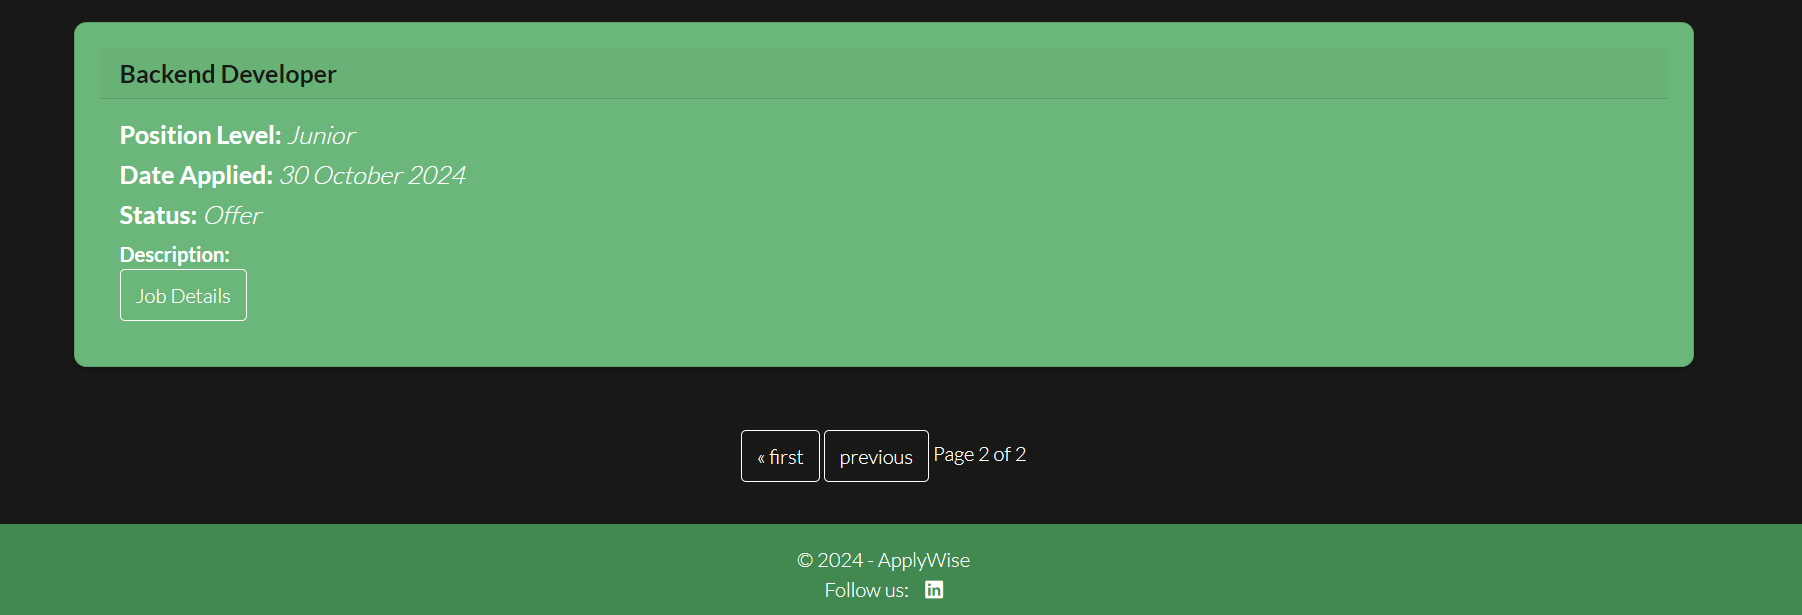 Backend Developer
Position Level: Junior
Date Applied: 30 October 2024
Status: Offer
Description:
Job Details
« first previous Page 2 of 2
© 2024 - ApplyWise
Follow us: in